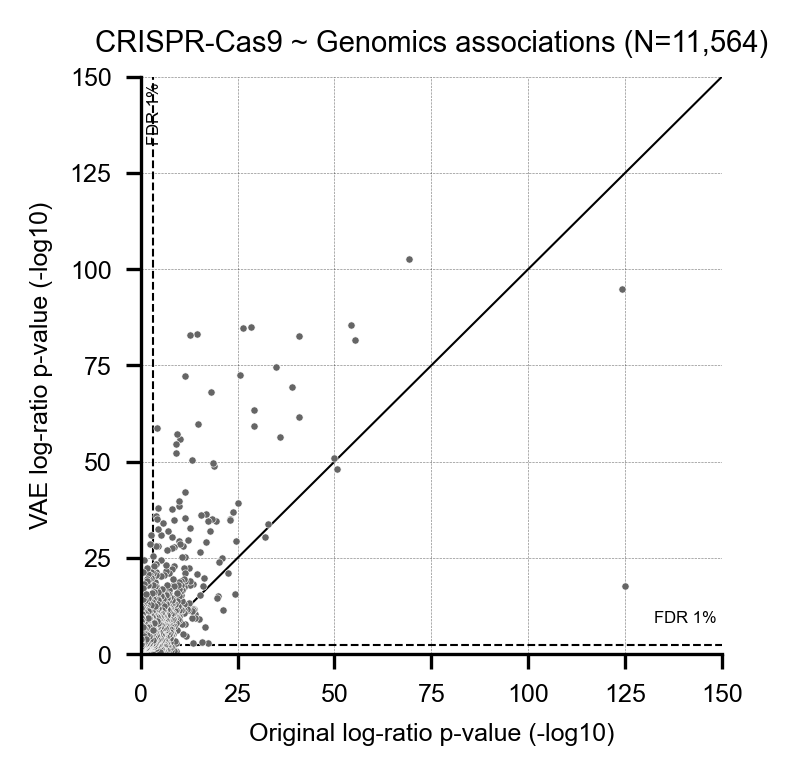 CRISPR-Cas9 ~ Genomics associations (N=11,564)
150
125
100
75
50
25
0
VAE log-ratio p-value (-log10)
FDR 1%
FDR 1%
0 25 50 75 100 125 150
Original log-ratio p-value (-log10)